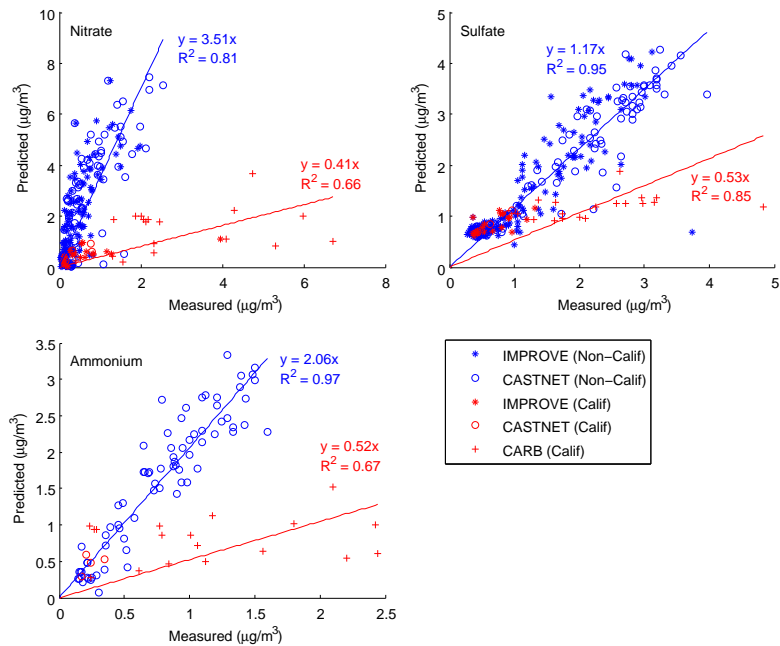 Nitrate
y = 3.51x
R² = 0.81
y = 0.41x
R² = 0.66
Predicted (μg/m³)
10
8
6
4
2
0
0 2 4 6 8
Measured (μg/m³)
Sulfate
y = 1.17x
R² = 0.95
y = 0.53x
R² = 0.85
Predicted (μg/m³)
5
4
3
2
1
0
0 1 2 3 4 5
Measured (μg/m³)
Ammonium
y = 2.06x
R² = 0.97
y = 0.52x
R² = 0.67
Predicted (μg/m³)
3.5
3
2.5
2
1.5
1
0.5
0
0 0.5 1 1.5 2 2.5
Measured (μg/m³)
IMPROVE (Non−Calif)
CASTNET (Non−Calif)
IMPROVE (Calif)
CASTNET (Calif)
CARB (Calif)